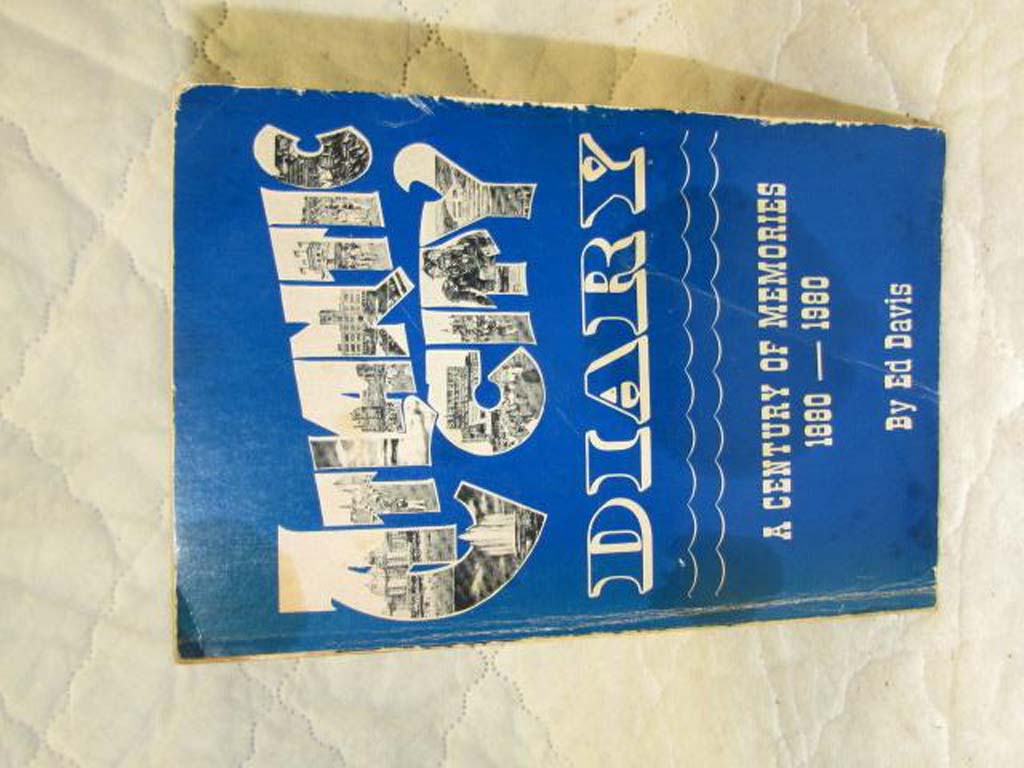 ATLANTIC
CITY
DIARY
A CENTURY OF MEMORIES
1880 — 1980
By Ed Davis